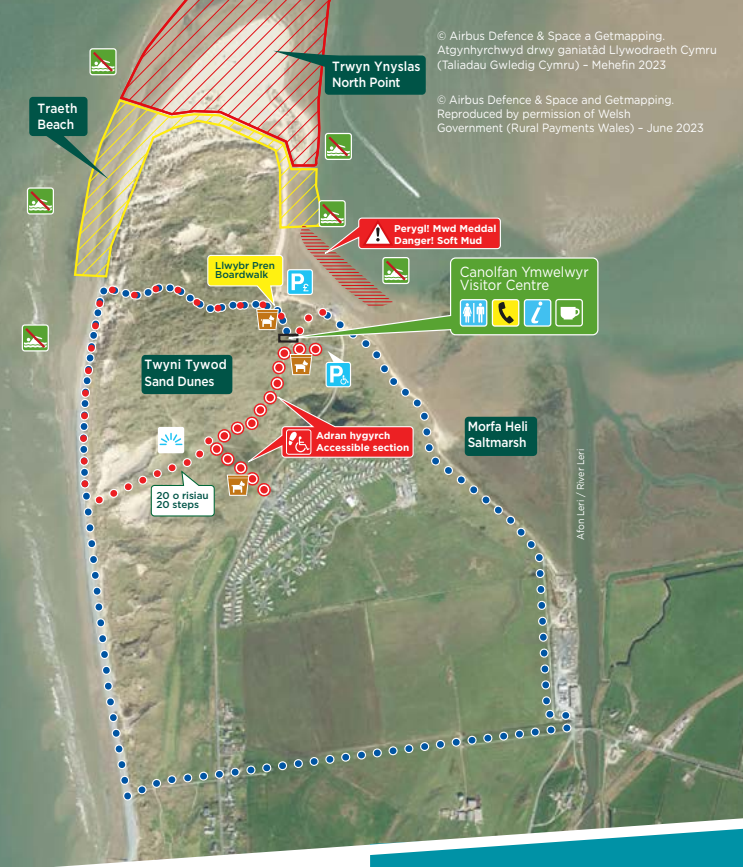 © Airbus Defence & Space a Getmapping.
Atgynhyrchwyd drwy ganiatâd Llywodraeth Cymru
(Taliadau Gwledig Cymru) – Mehefin 2023
© Airbus Defence & Space and Getmapping.
Reproduced by permission of Welsh
Government (Rural Payments Wales) – June 2023
Trwyn Ynyslas
North Point
Traeth
Beach
Perygl! Mwd Meddal
Danger! Soft Mud
Llwybr Pren
Boardwalk
P
£
Canolfan Ymwelwyr
Visitor Centre
i
Twyni Tywod
Sand Dunes
P
Adran hygyrch
Accessible section
Morfa Heli
Saltmarsh
20 o risiau
20 steps
Afon Leri / River Leri